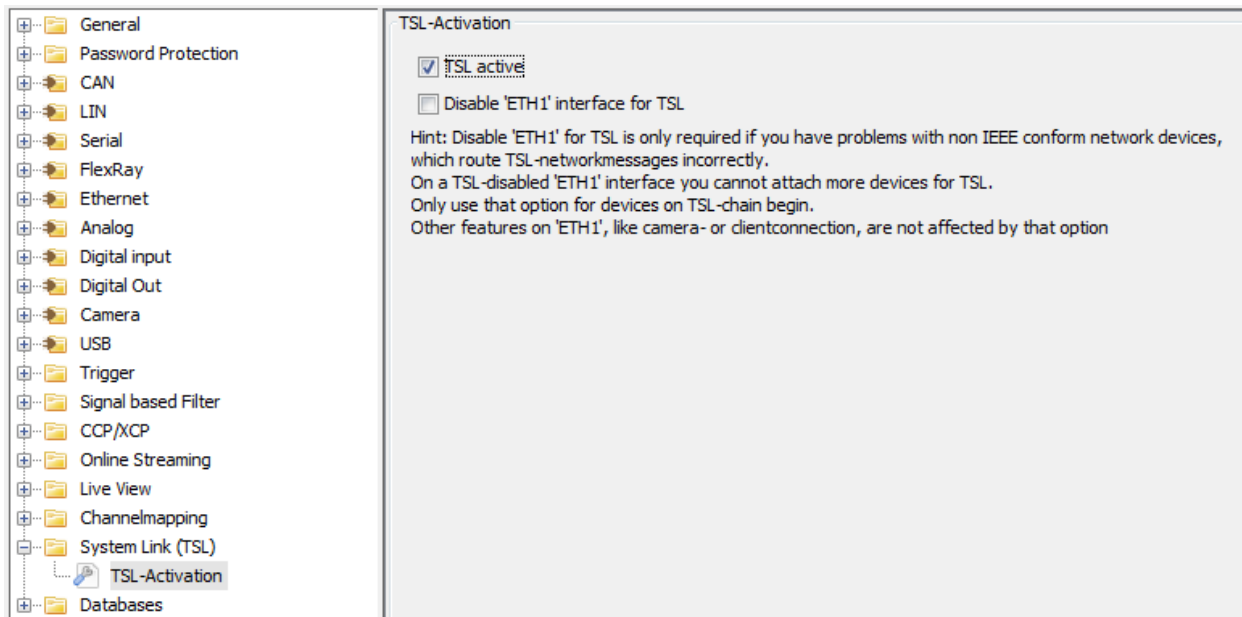 General
Password Protection
CAN
LIN
Serial
FlexRay
Ethernet
Analog
Digital input
Digital Out
Camera
USB
Trigger
Signal based Filter
CCP/XCP
Online Streaming
Live View
Channelmapping
System Link (TSL)
TSL-Activation
Databases
TSL-Activation
TSL active
Disable 'ETH1' interface for TSL
Hint: Disable 'ETH1' for TSL is only required if you have problems with non IEEE conform network devices,
which route TSL-networkmessages incorrectly.
On a TSL-disabled 'ETH1' interface you cannot attach more devices for TSL.
Only use that option for devices on TSL-chain begin.
Other features on 'ETH1', like camera- or clientconnection, are not affected by that option